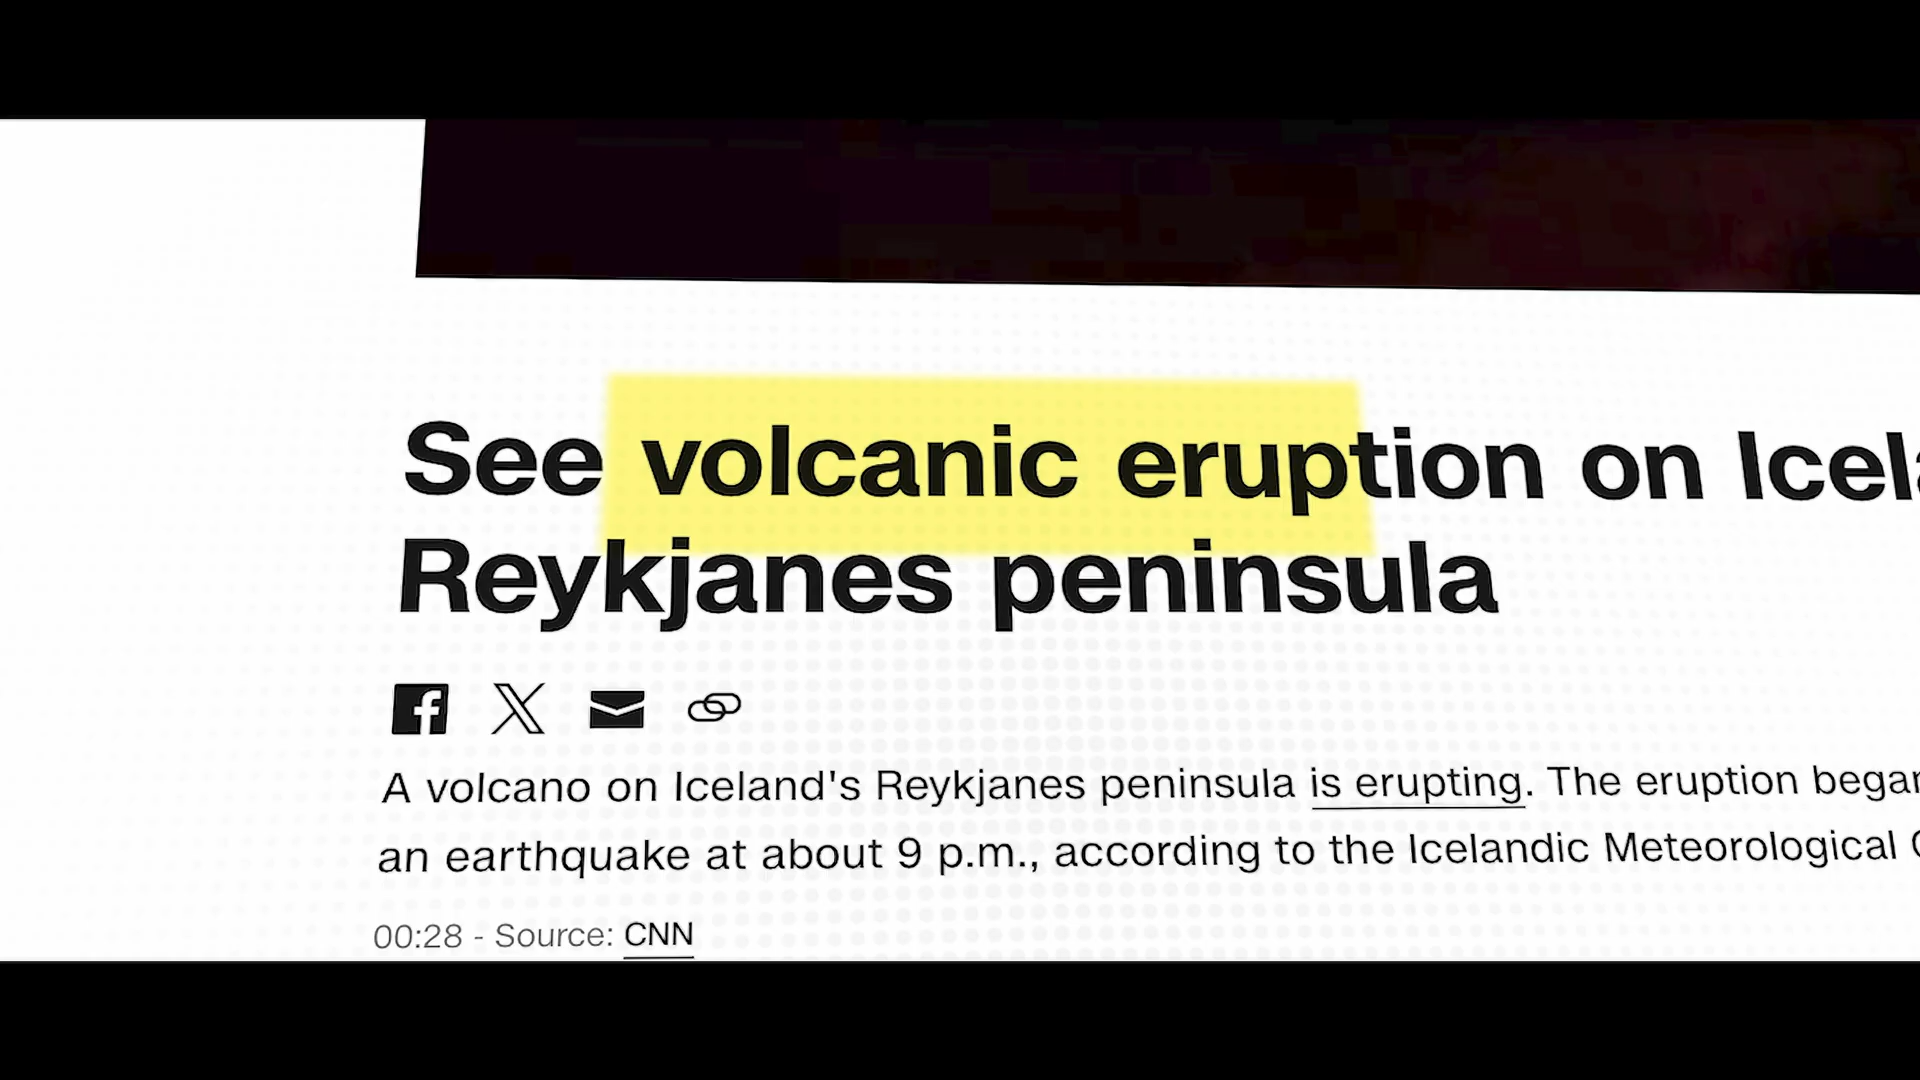 See volcanic eruption on Icel
Reykjanes peninsula
A volcano on Iceland's Reykjanes peninsula is erupting. The eruption began
an earthquake at about 9 p.m., according to the Icelandic Meteorological
00:28 - Source: CNN